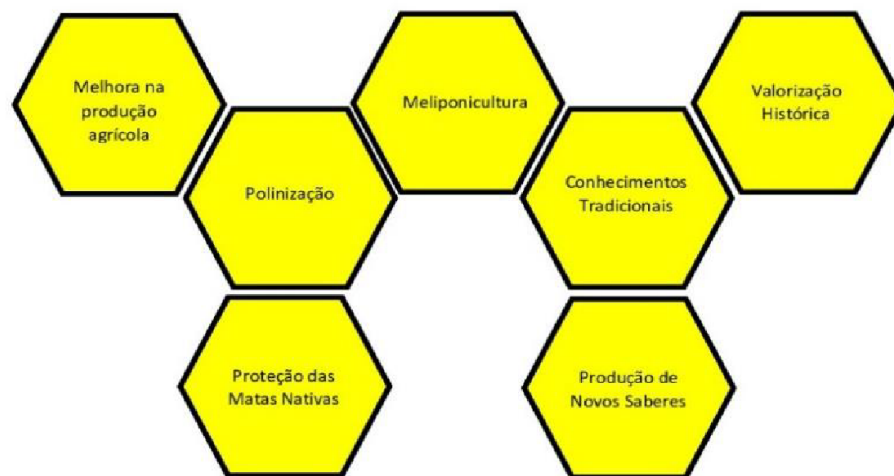 Melhora na
produção
agrícola
Polinização
Meliponicultura
Conhecimentos
Tradicionais
Valorização
Histórica
Proteção das
Matas Nativas
Produção de
Novos Saberes